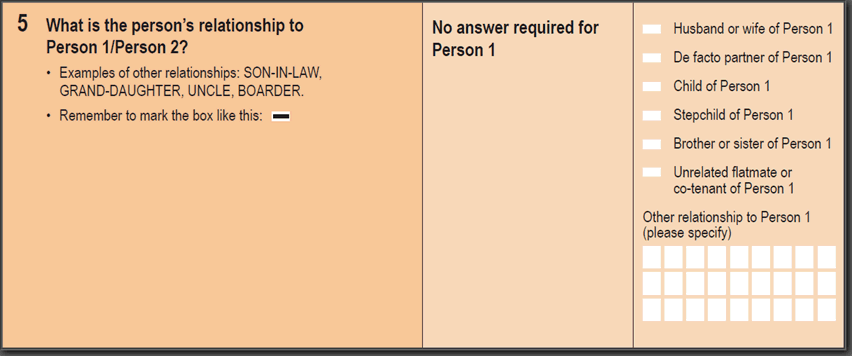 5 What is the person's relationship to
Person 1/Person 2?
• Examples of other relationships: SON-IN-LAW,
GRAND-DAUGHTER, UNCLE, BOARDER.
• Remember to mark the box like this:
No answer required for
Person 1
Husband or wife of Person 1
De facto partner of Person 1
Child of Person 1
Stepchild of Person 1
Brother or sister of Person 1
Unrelated flatmate or
co-tenant of Person 1
Other relationship to Person 1
(please specify)